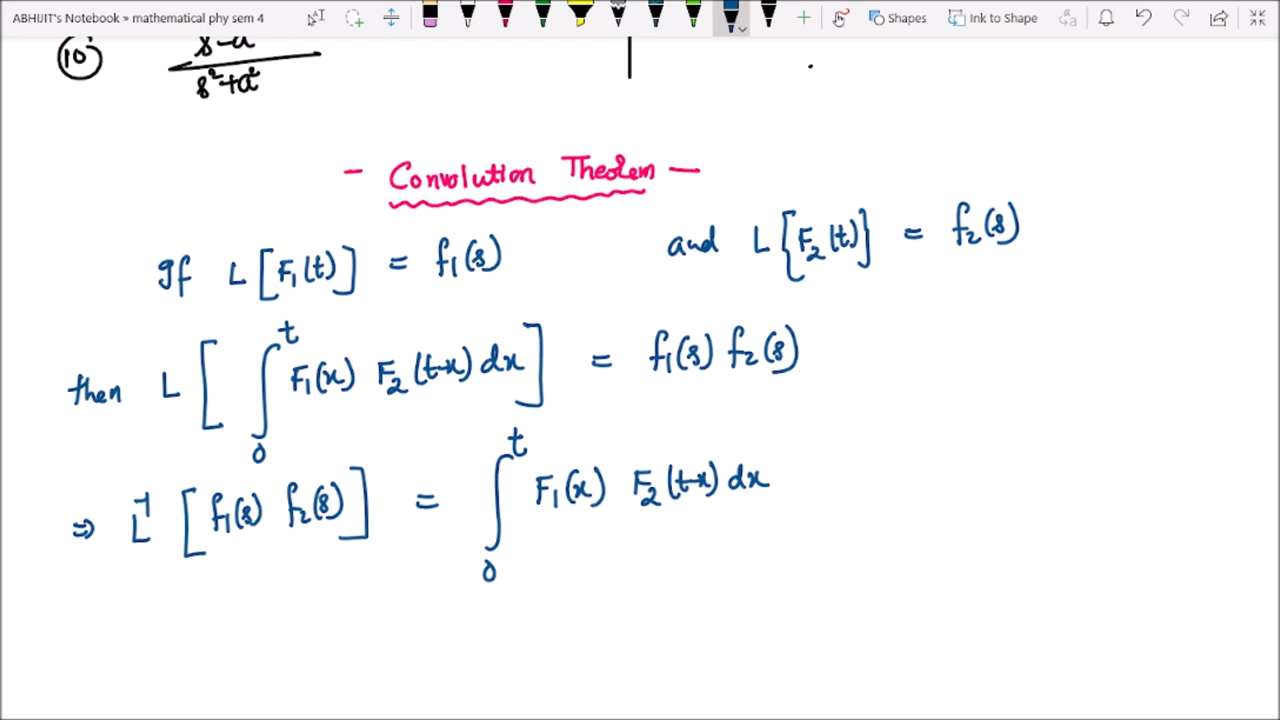 ABHIJIT's Notebook » mathematical phy sem 4
Shapes
Ink to Shape
10
s-a
s²+a²
- Convolution Theorem -
If L[F₁(t)] = f₁(s) and L{F₂(t)} = f₂(s)
then L[∫₀ᵗ F₁(x) F₂(t-x) dx] = f₁(s) f₂(s)
⇒ L⁻¹[f₁(s) f₂(s)] = ∫₀ᵗ F₁(x) F₂(t-x) dx